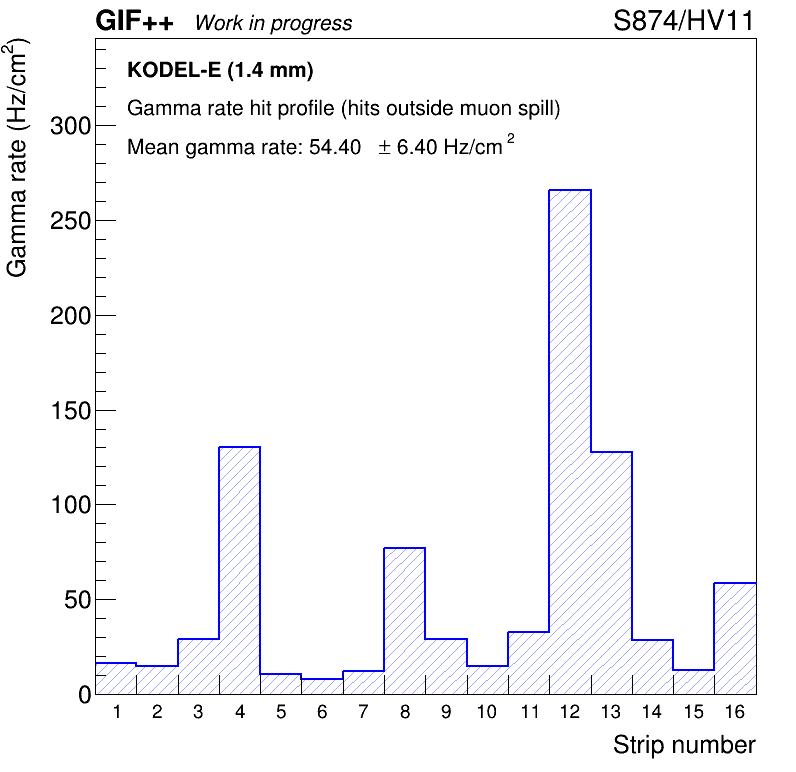 GIF++ Work in progress S874/HV11
Gamma rate (Hz/cm²)
KODEL-E (1.4 mm)
Gamma rate hit profile (hits outside muon spill)
Mean gamma rate: 54.40 ± 6.40 Hz/cm²
300
250
200
150
100
50
0
1 2 3 4 5 6 7 8 9 10 11 12 13 14 15 16
Strip number